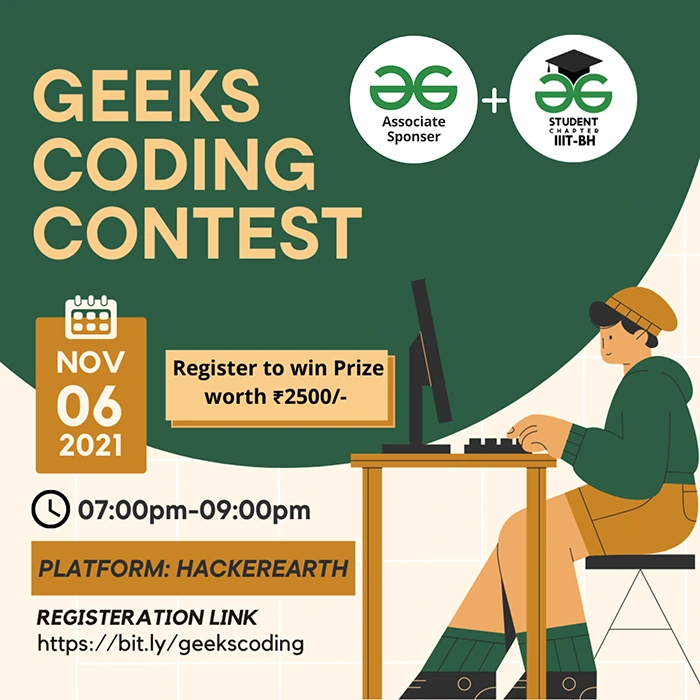 GEEKS
CODING
CONTEST
Associate
Sponser
+
STUDENT
CHAPTER
IIIT-BH
NOV
06
2021
Register to win Prize
worth ₹2500/-
07:00pm-09:00pm
PLATFORM: HACKEREARTH
REGISTERATION LINK
https://bit.ly/geekscoding